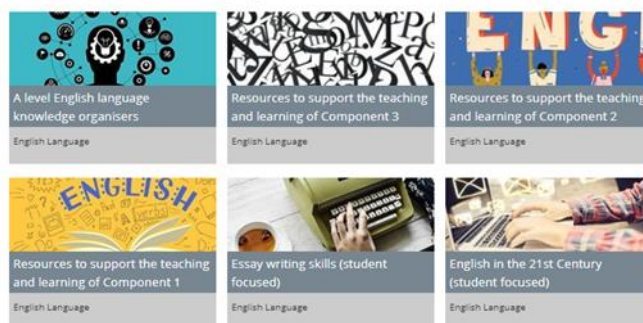 A level English language
knowledge organisers
English Language
Resources to support the teaching
and learning of Component 3
English Language
ENG
Resources to support the teaching
and learning of Component 2
English Language
ENGLISH
Resources to support the teaching
and learning of Component 1
English Language
Essay writing skills (student
focused)
English Language
English in the 21st Century
(student focused)
English Language